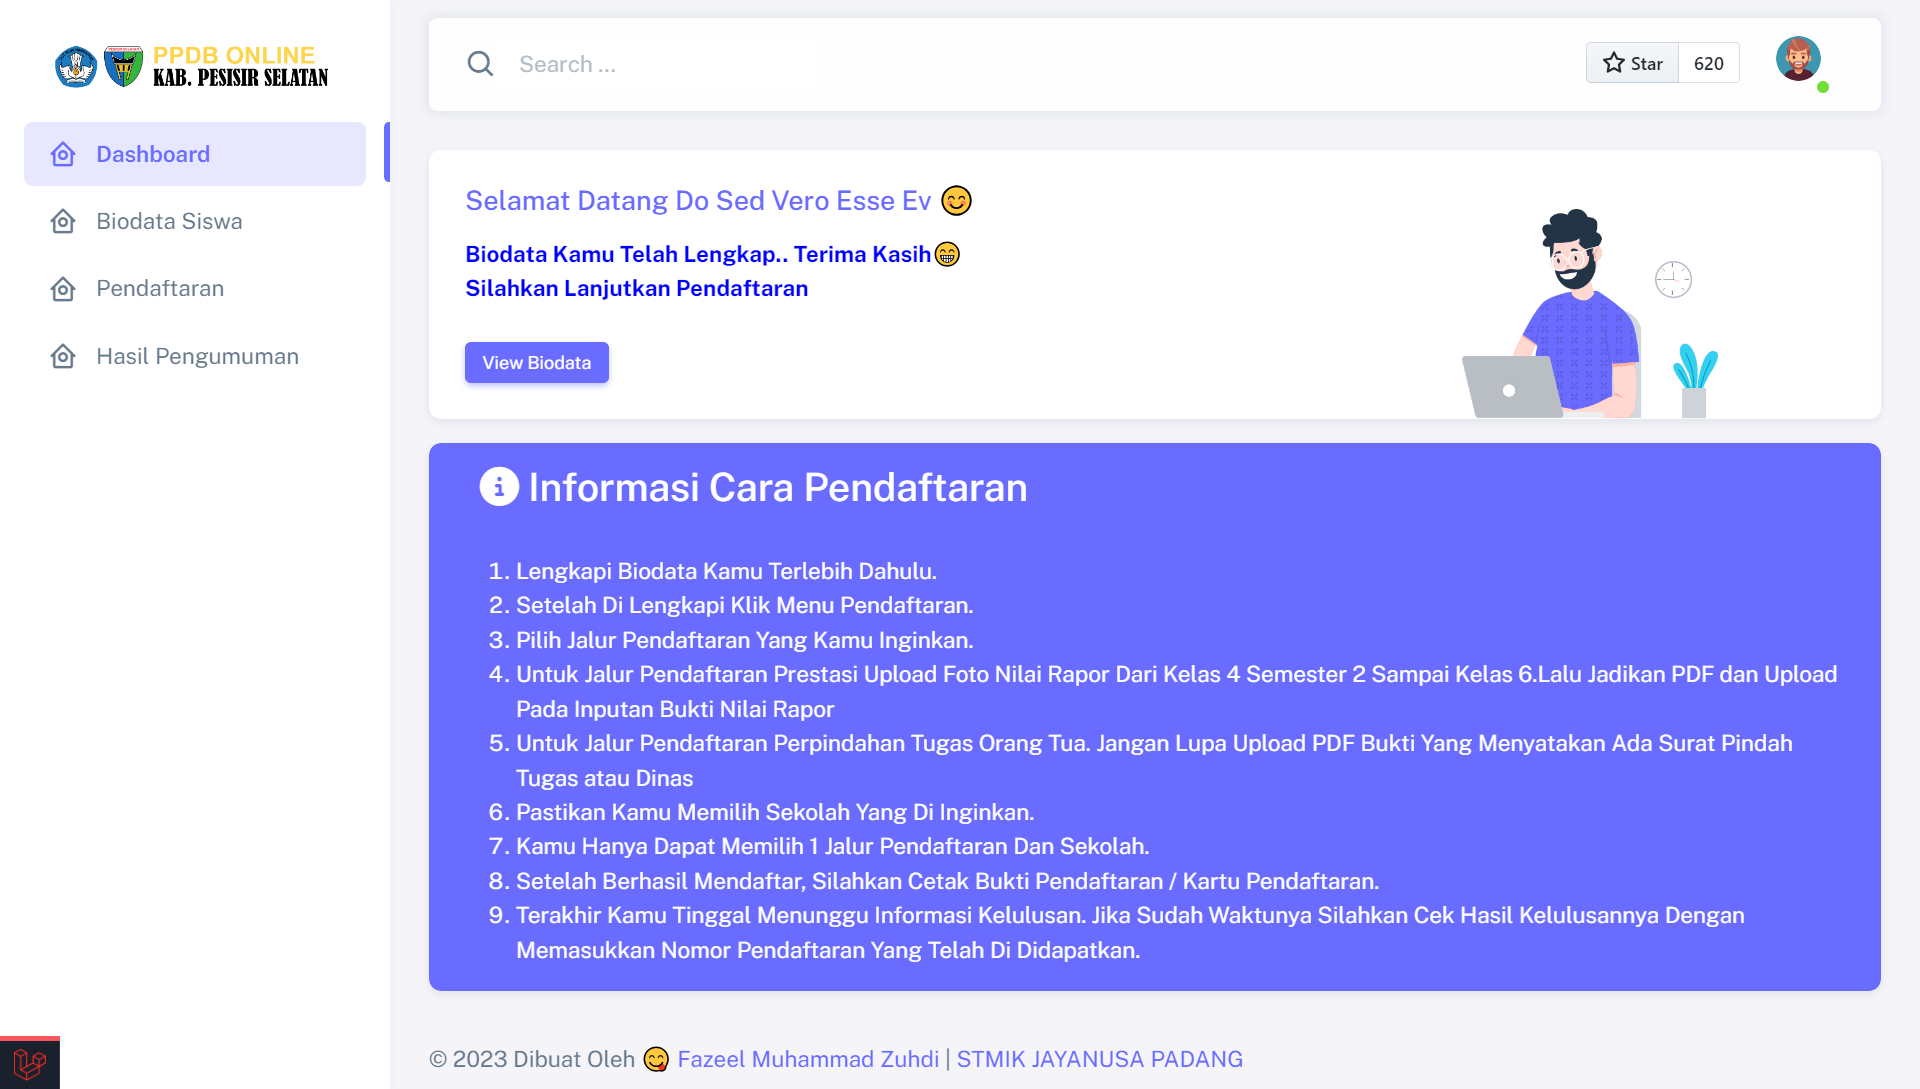 PPDB ONLINE
KAB. PESISIR SELATAN
Dashboard
Biodata Siswa
Pendaftaran
Hasil Pengumuman
Search ...
Star
620
Selamat Datang Do Sed Vero Esse Ev 😊
Biodata Kamu Telah Lengkap.. Terima Kasih😁
Silahkan Lanjutkan Pendaftaran
View Biodata
Informasi Cara Pendaftaran
1. Lengkapi Biodata Kamu Terlebih Dahulu.
2. Setelah Di Lengkapi Klik Menu Pendaftaran.
3. Pilih Jalur Pendaftaran Yang Kamu Inginkan.
4. Untuk Jalur Pendaftaran Prestasi Upload Foto Nilai Rapor Dari Kelas 4 Semester 2 Sampai Kelas 6.Lalu Jadikan PDF dan Upload
Pada Inputan Bukti Nilai Rapor
5. Untuk Jalur Pendaftaran Perpindahan Tugas Orang Tua. Jangan Lupa Upload PDF Bukti Yang Menyatakan Ada Surat Pindah
Tugas atau Dinas
6. Pastikan Kamu Memilih Sekolah Yang Di Inginkan.
7. Kamu Hanya Dapat Memilih 1 Jalur Pendaftaran Dan Sekolah.
8. Setelah Berhasil Mendaftar, Silahkan Cetak Bukti Pendaftaran / Kartu Pendaftaran.
9. Terakhir Kamu Tinggal Menunggu Informasi Kelulusan. Jika Sudah Waktunya Silahkan Cek Hasil Kelulusannya Dengan
Memasukkan Nomor Pendaftaran Yang Telah Di Didapatkan.
© 2023 Dibuat Oleh 😋 Fazeel Muhammad Zuhdi | STMIK JAYANUSA PADANG